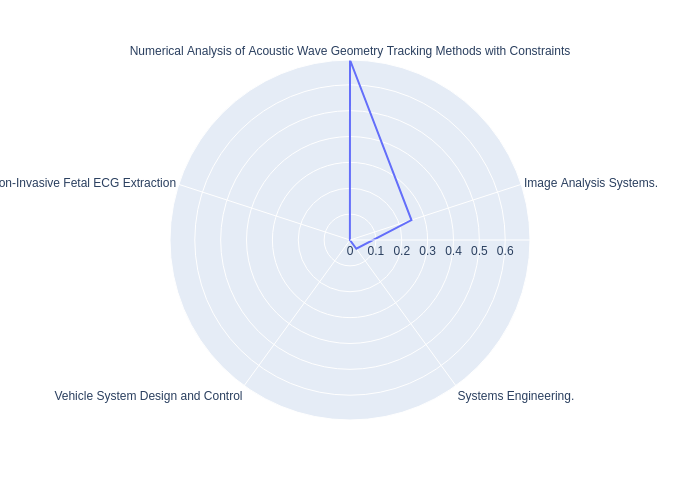 Numerical Analysis of Acoustic Wave Geometry Tracking Methods with Constraints
on-Invasive Fetal ECG Extraction
Image Analysis Systems.
0 0.1 0.2 0.3 0.4 0.5 0.6
Vehicle System Design and Control
Systems Engineering.